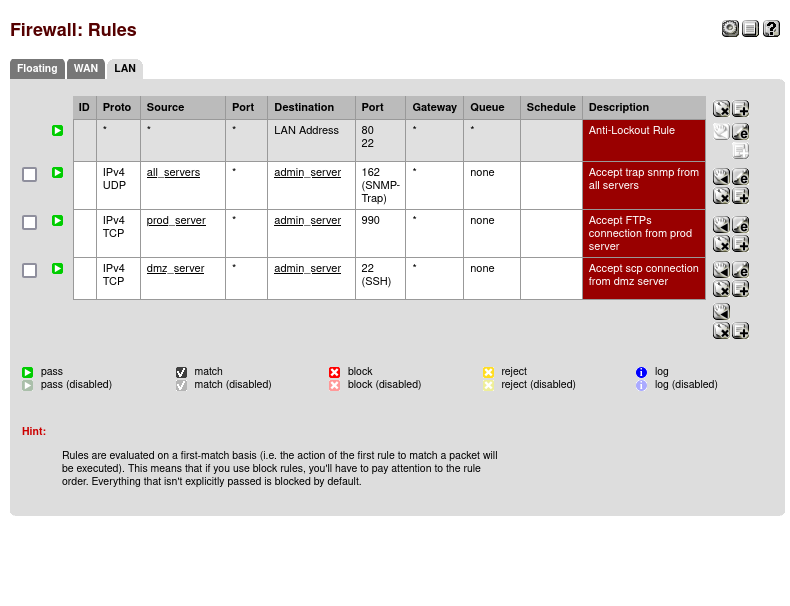 Firewall: Rules
Floating WAN LAN
ID Proto Source Port Destination Port Gateway Queue Schedule Description
* * * LAN Address 80 * * Anti-Lockout Rule
22
IPv4 all_servers * admin_server 162 * none Accept trap snmp from
UDP (SNMP- all servers
Trap)
IPv4 prod_server * admin_server 990 * none Accept FTPs
TCP connection from prod
server
IPv4 dmz_server * admin_server 22 * none Accept scp connection
TCP (SSH) from dmz server
pass match block reject log
pass (disabled) match (disabled) block (disabled) reject (disabled) log (disabled)
Hint:
Rules are evaluated on a first-match basis (i.e. the action of the first rule to match a packet will
be executed). This means that if you use block rules, you'll have to pay attention to the rule
order. Everything that isn't explicitly passed is blocked by default.